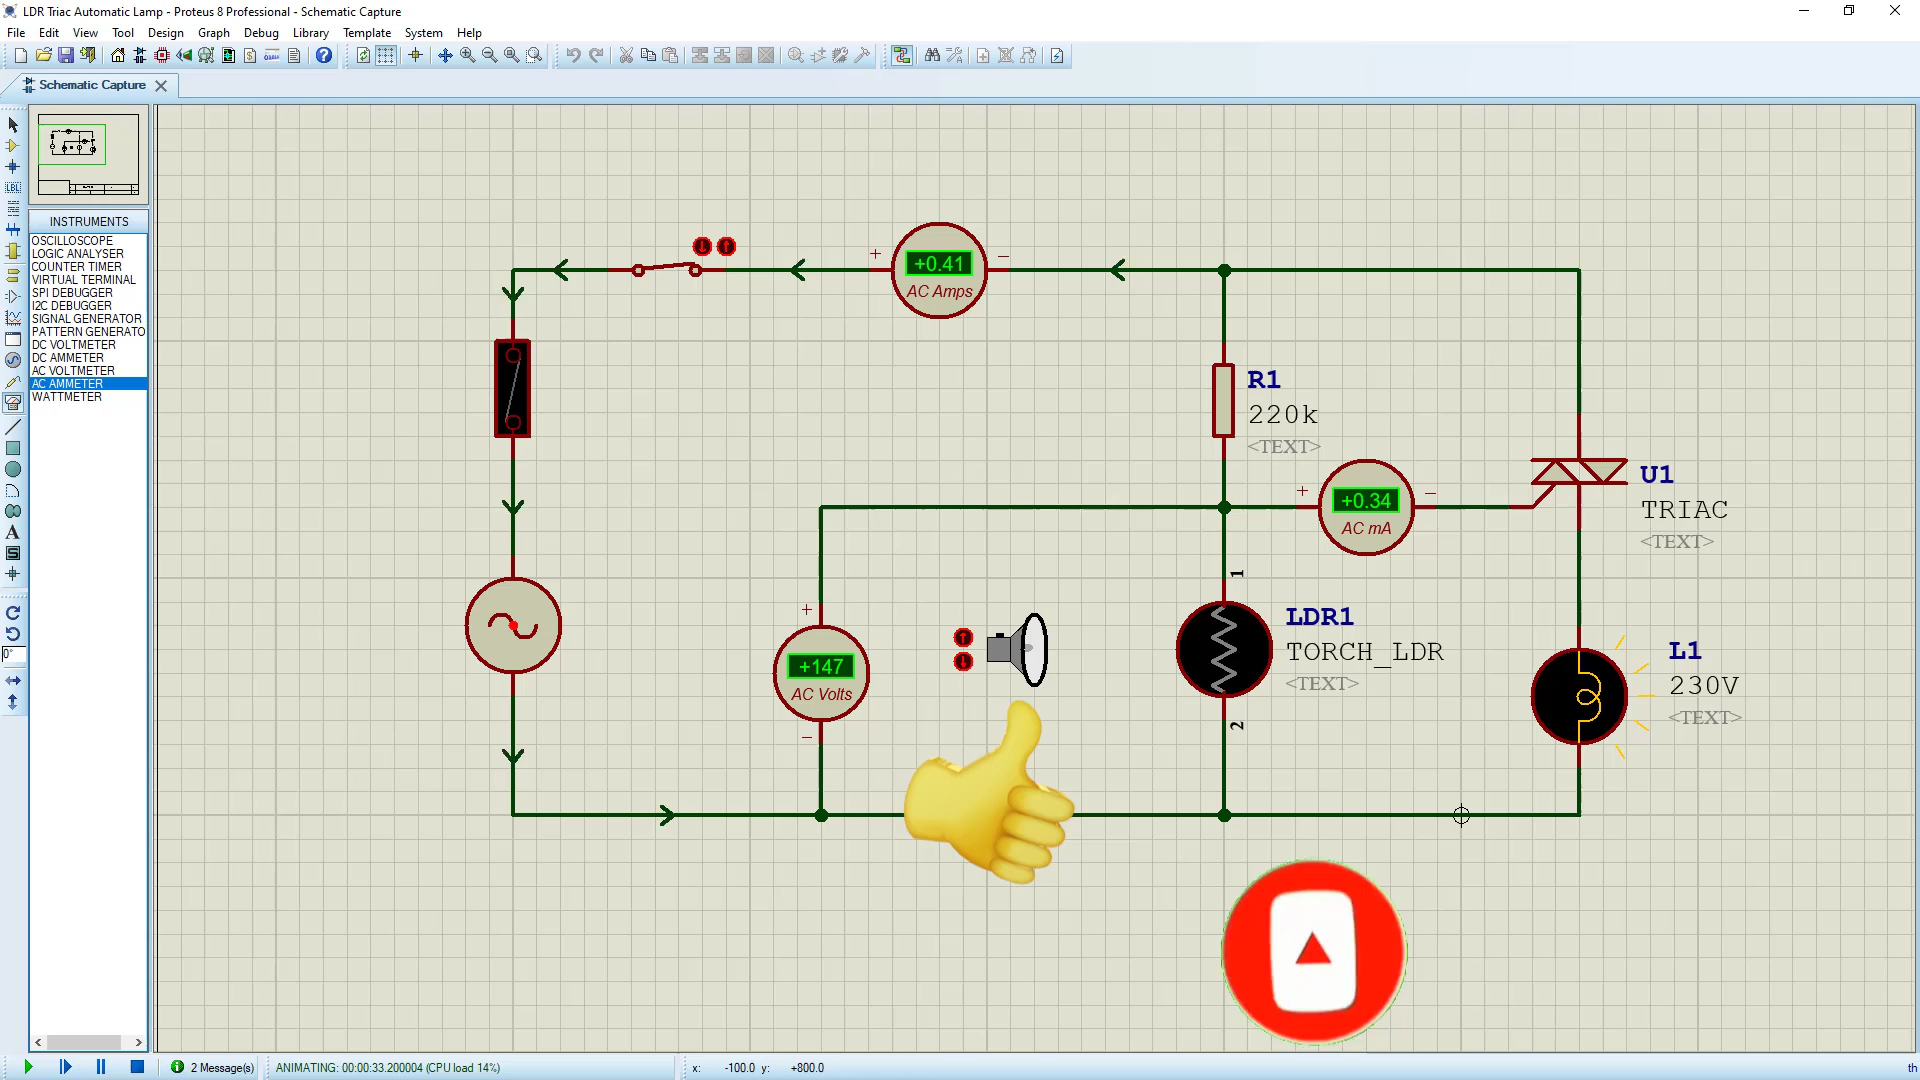 LDR Triac Automatic Lamp - Proteus 8 Professional - Schematic Capture
File Edit View Tool Design Graph Debug Library Template System Help
Schematic Capture
LBL
A
S
0°
INSTRUMENTS
OSCILLOSCOPE
LOGIC ANALYSER
COUNTER TIMER
VIRTUAL TERMINAL
SPI DEBUGGER
I2C DEBUGGER
SIGNAL GENERATOR
PATTERN GENERATO
DC VOLTMETER
DC AMMETER
AC VOLTMETER
AC AMMETER
WATTMETER
+ +0.41 −
AC Amps
R1
220k
<TEXT>
+ +0.34 −
AC mA
U1
TRIAC
<TEXT>
1
LDR1
TORCH_LDR
<TEXT>
2
+
+147
AC Volts
−
L1
230V
<TEXT>
2 Message(s)
ANIMATING: 00:00:33.200004 (CPU load 14%)
x: -100.0 y: +800.0
th